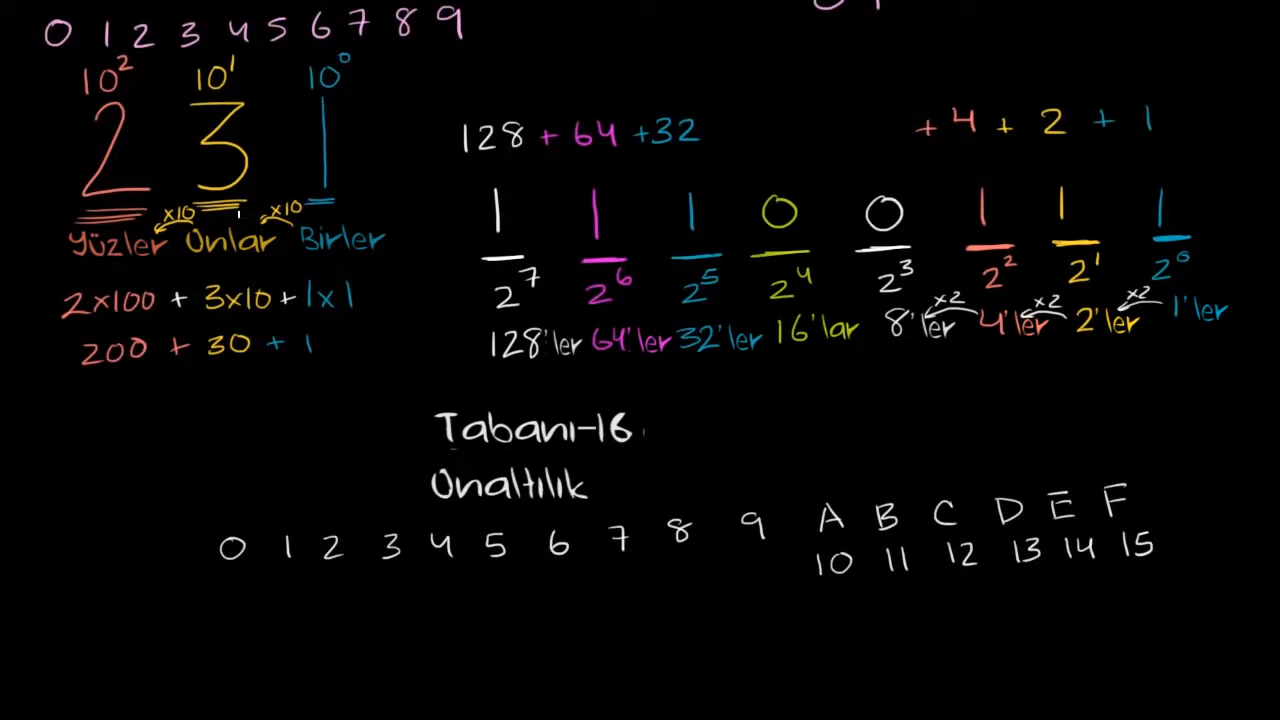 0 1 2 3 4 5 6 7 8 9
10² 10¹ 10⁰
2 3 1
x10 x10
Yüzler Onlar Birler
2x100 + 3x10 + 1x1
200 + 30 + 1
128 + 64 +32 + 4 + 2 + 1
1 1 1 0 0 1 1 1
2⁷ 2⁶ 2⁵ 2⁴ 2³ 2² 2¹ 2⁰
x2 x2 x2
128'ler 64'ler 32'ler 16'lar 8'ler 4'ler 2'ler 1'ler
Tabanı-16
Onaltılık
0 1 2 3 4 5 6 7 8 9 A B C D E F
10 11 12 13 14 15